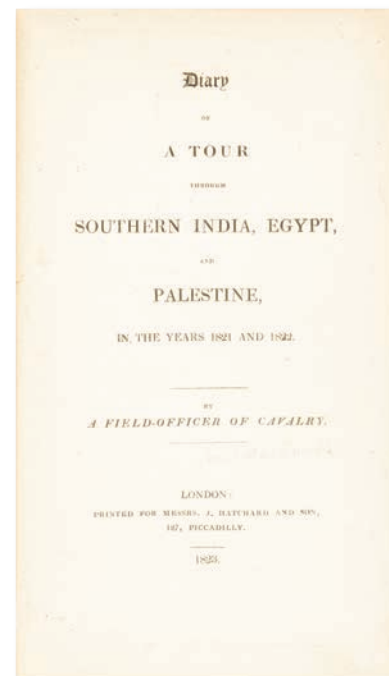 Diary
OF
A TOUR
THROUGH
SOUTHERN INDIA, EGYPT,
AND
PALESTINE,
IN THE YEARS 1821 AND 1822.
BY
A FIELD-OFFICER OF CAVALRY.
LONDON:
PRINTED FOR MESSRS. J. HATCHARD AND SON,
187, PICCADILLY.
1823.